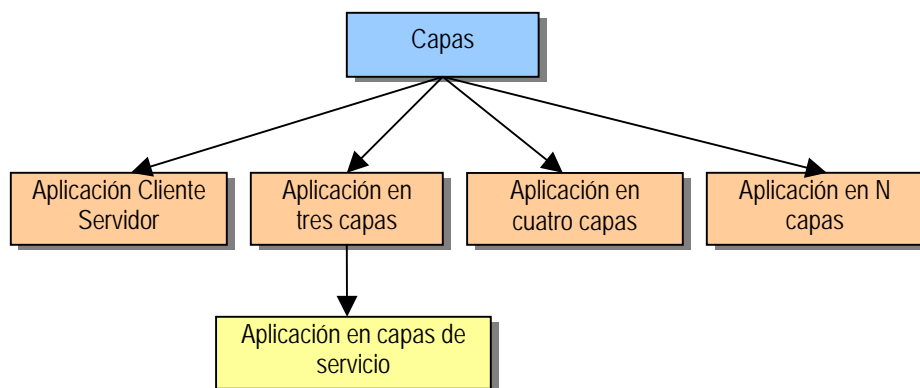 Capas
Aplicación Cliente
Servidor
Aplicación en
tres capas
Aplicación en
cuatro capas
Aplicación en N
capas
Aplicación en capas de
servicio